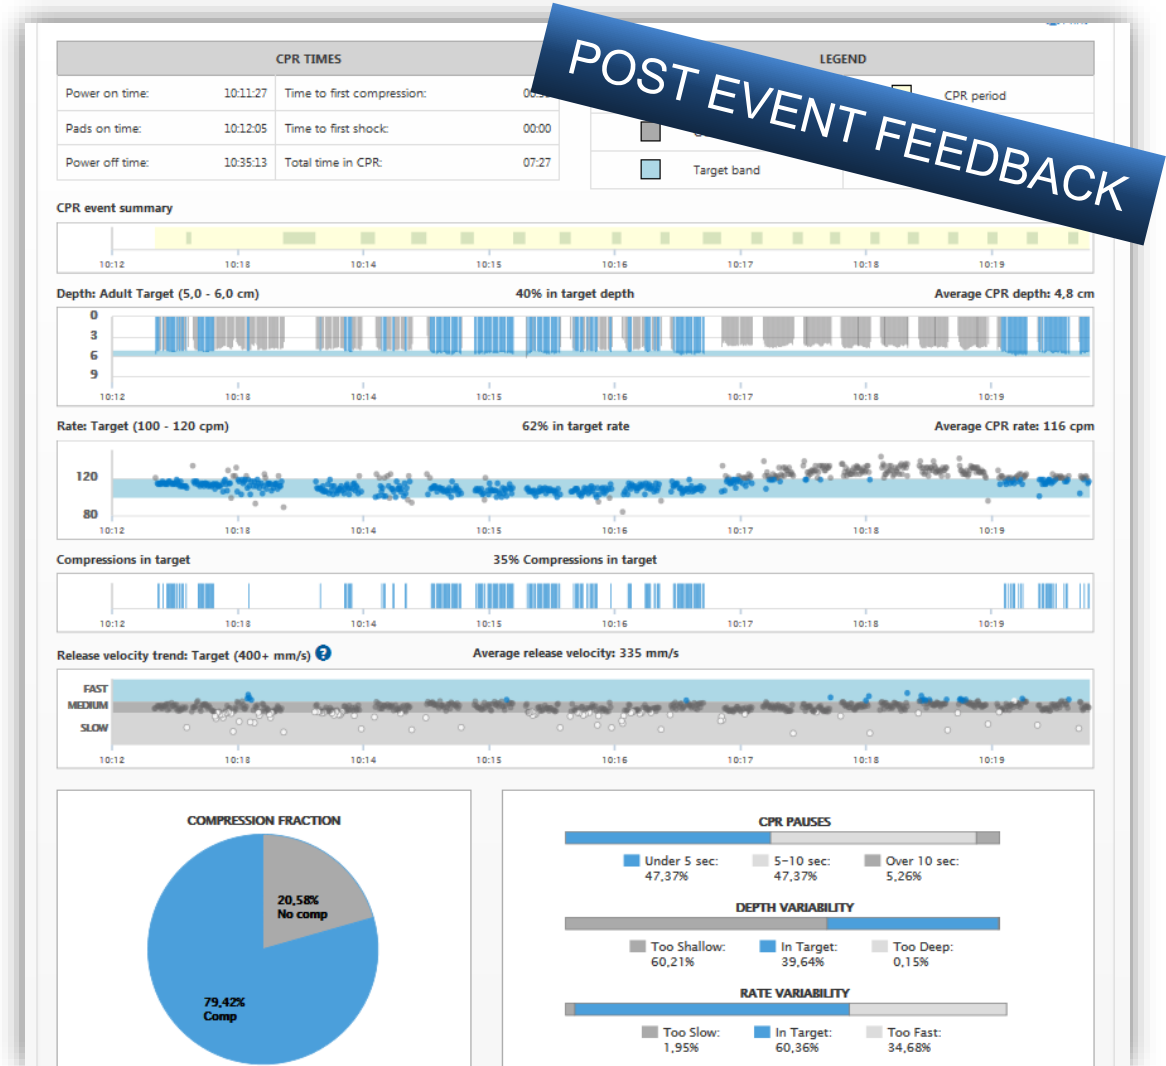 POST EVENT FEEDBACK
CPR TIMES
Power on time: 10:11:27 Time to first compression:
Pads on time: 10:12:05 Time to first shock: 00:00
Power off time: 10:35:13 Total time in CPR: 07:27
LEGEND
CPR period
Target band
CPR event summary
10:12 10:18 10:14 10:15 10:16 10:17 10:18 10:19
Depth: Adult Target (5,0 - 6,0 cm) 40% in target depth Average CPR depth: 4,8 cm
0
3
6
9
10:12 10:18 10:14 10:15 10:16 10:17 10:18 10:19
Rate: Target (100 - 120 cpm) 62% in target rate Average CPR rate: 116 cpm
120
80
10:12 10:18 10:14 10:15 10:16 10:17 10:18 10:19
Compressions in target 35% Compressions in target
10:12 10:18 10:14 10:15 10:16 10:17 10:18 10:19
Release velocity trend: Target (400+ mm/s) ? Average release velocity: 335 mm/s
FAST
MEDIUM
SLOW
10:12 10:18 10:14 10:15 10:16 10:17 10:18 10:19
COMPRESSION FRACTION
20,58%
No comp
79,42%
Comp
CPR PAUSES
Under 5 sec: 5-10 sec: Over 10 sec:
47,37% 47,37% 5,26%
DEPTH VARIABILITY
Too Shallow: In Target: Too Deep:
60,21% 39,64% 0,15%
RATE VARIABILITY
Too Slow: In Target: Too Fast:
1,95% 60,36% 34,68%